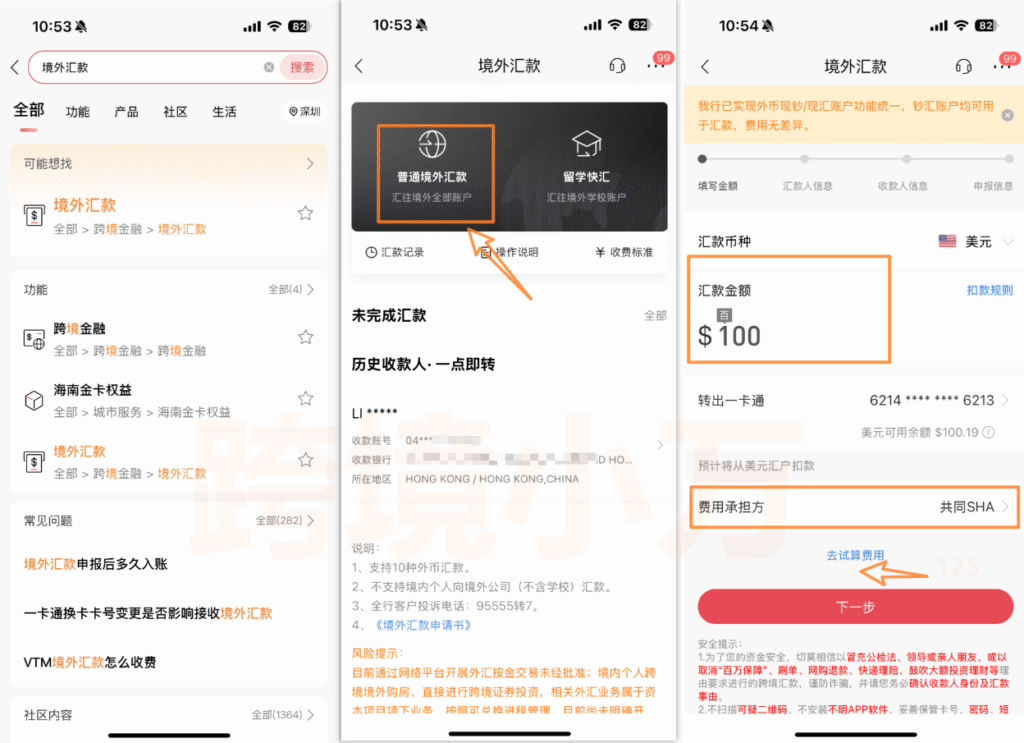 10:53
82
境外汇款
搜索
全部
功能
产品
社区
生活
深圳
可能想找
境外汇款
全部 > 跨境金融 > 境外汇款
功能
全部(4)
跨境金融
全部 > 跨境金融 > 跨境金融
海南金卡权益
全部 > 城市服务 > 海南金卡权益
境外汇款
全部 > 跨境金融 > 境外汇款
常见问题
全部(282)
境外汇款申报后多久入账
一卡通换卡卡号变更是否影响接收境外汇款
VTM境外汇款怎么收费
社区内容
全部(1364)
10:53
82
境外汇款
99
普通境外汇款
汇往境外全部账户
留学快汇
汇往境外学校账户
汇款记录
操作说明
¥ 收费标准
未完成汇款
全部
历史收款人·一点即转
LI *****
收款账号 04***
收款银行
D HO...
所在地区 HONG KONG / HONG KONG,CHINA
说明：
1、支持10种外币汇款。
2、不支持境内个人向境外公司（不含学校）汇款。
3、全行客户投诉电话：95555转7。
4、《境外汇款申请书》
风险提示：
目前通过网络平台开展外汇按金交易未经批准；境内个人跨
境境外购房、直接进行跨境证券投资，相关外汇业务属于资
本项目项下业务，按照可兑换进程管理，目前尚未明确开
10:54
82
境外汇款
99
我行已实现外币现钞/现汇账户功能统一，钞汇账户均可用
于汇款，费用无差异。
填写金额
汇款人信息
收款人信息
申报信息
汇款币种
美元
汇款金额
扣款规则
百
$ 100
转出一卡通
6214 **** **** 6213
美元可用余额 $100.19
预计将从美元汇户扣款
费用承担方
共同SHA
去试算费用
下一步
安全提示：
1.为了您的资金安全，切莫相信以冒充公检法、领导或亲人朋友、或以
取消“百万保障”、刷单、网购退款、快递理赔、鼓吹大额投资理财等理
由要求进行的跨境汇款，谨防诈骗，并请您务必确认收款人身份及汇款
事由。
2.不扫描可疑二维码、不安装不明APP软件、妥善保管卡号、密码、短
跨境小万
125